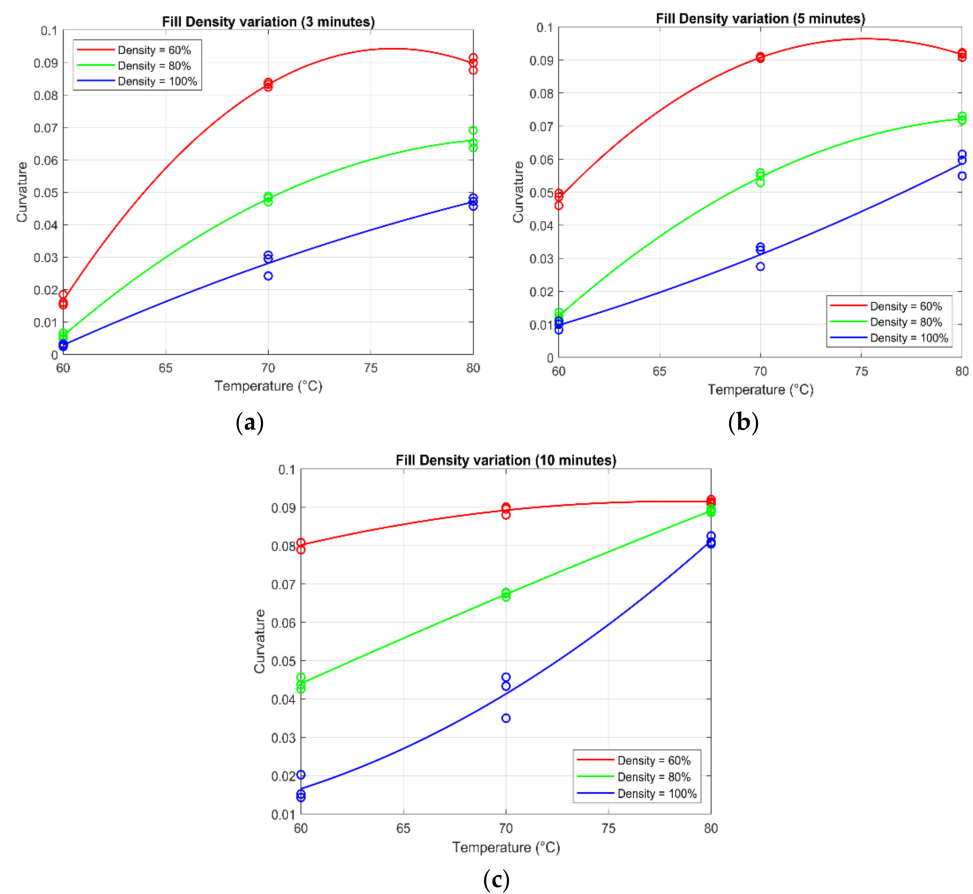 Fill Density variation (3 minutes)
0.1
0.09
0.08
0.07
0.06
0.05
0.04
0.03
0.02
0.01
0
Curvature
Density = 60%
Density = 80%
Density = 100%
60
65
70
75
80
Temperature (°C)
(a)
Fill Density variation (5 minutes)
0.1
0.09
0.08
0.07
0.06
0.05
0.04
0.03
0.02
0.01
0
Curvature
Density = 60%
Density = 80%
Density = 100%
60
65
70
75
80
Temperature (°C)
(b)
Fill Density variation (10 minutes)
0.1
0.09
0.08
0.07
0.06
0.05
0.04
0.03
0.02
0.01
Curvature
Density = 60%
Density = 80%
Density = 100%
60
65
70
75
80
Temperature (°C)
(c)